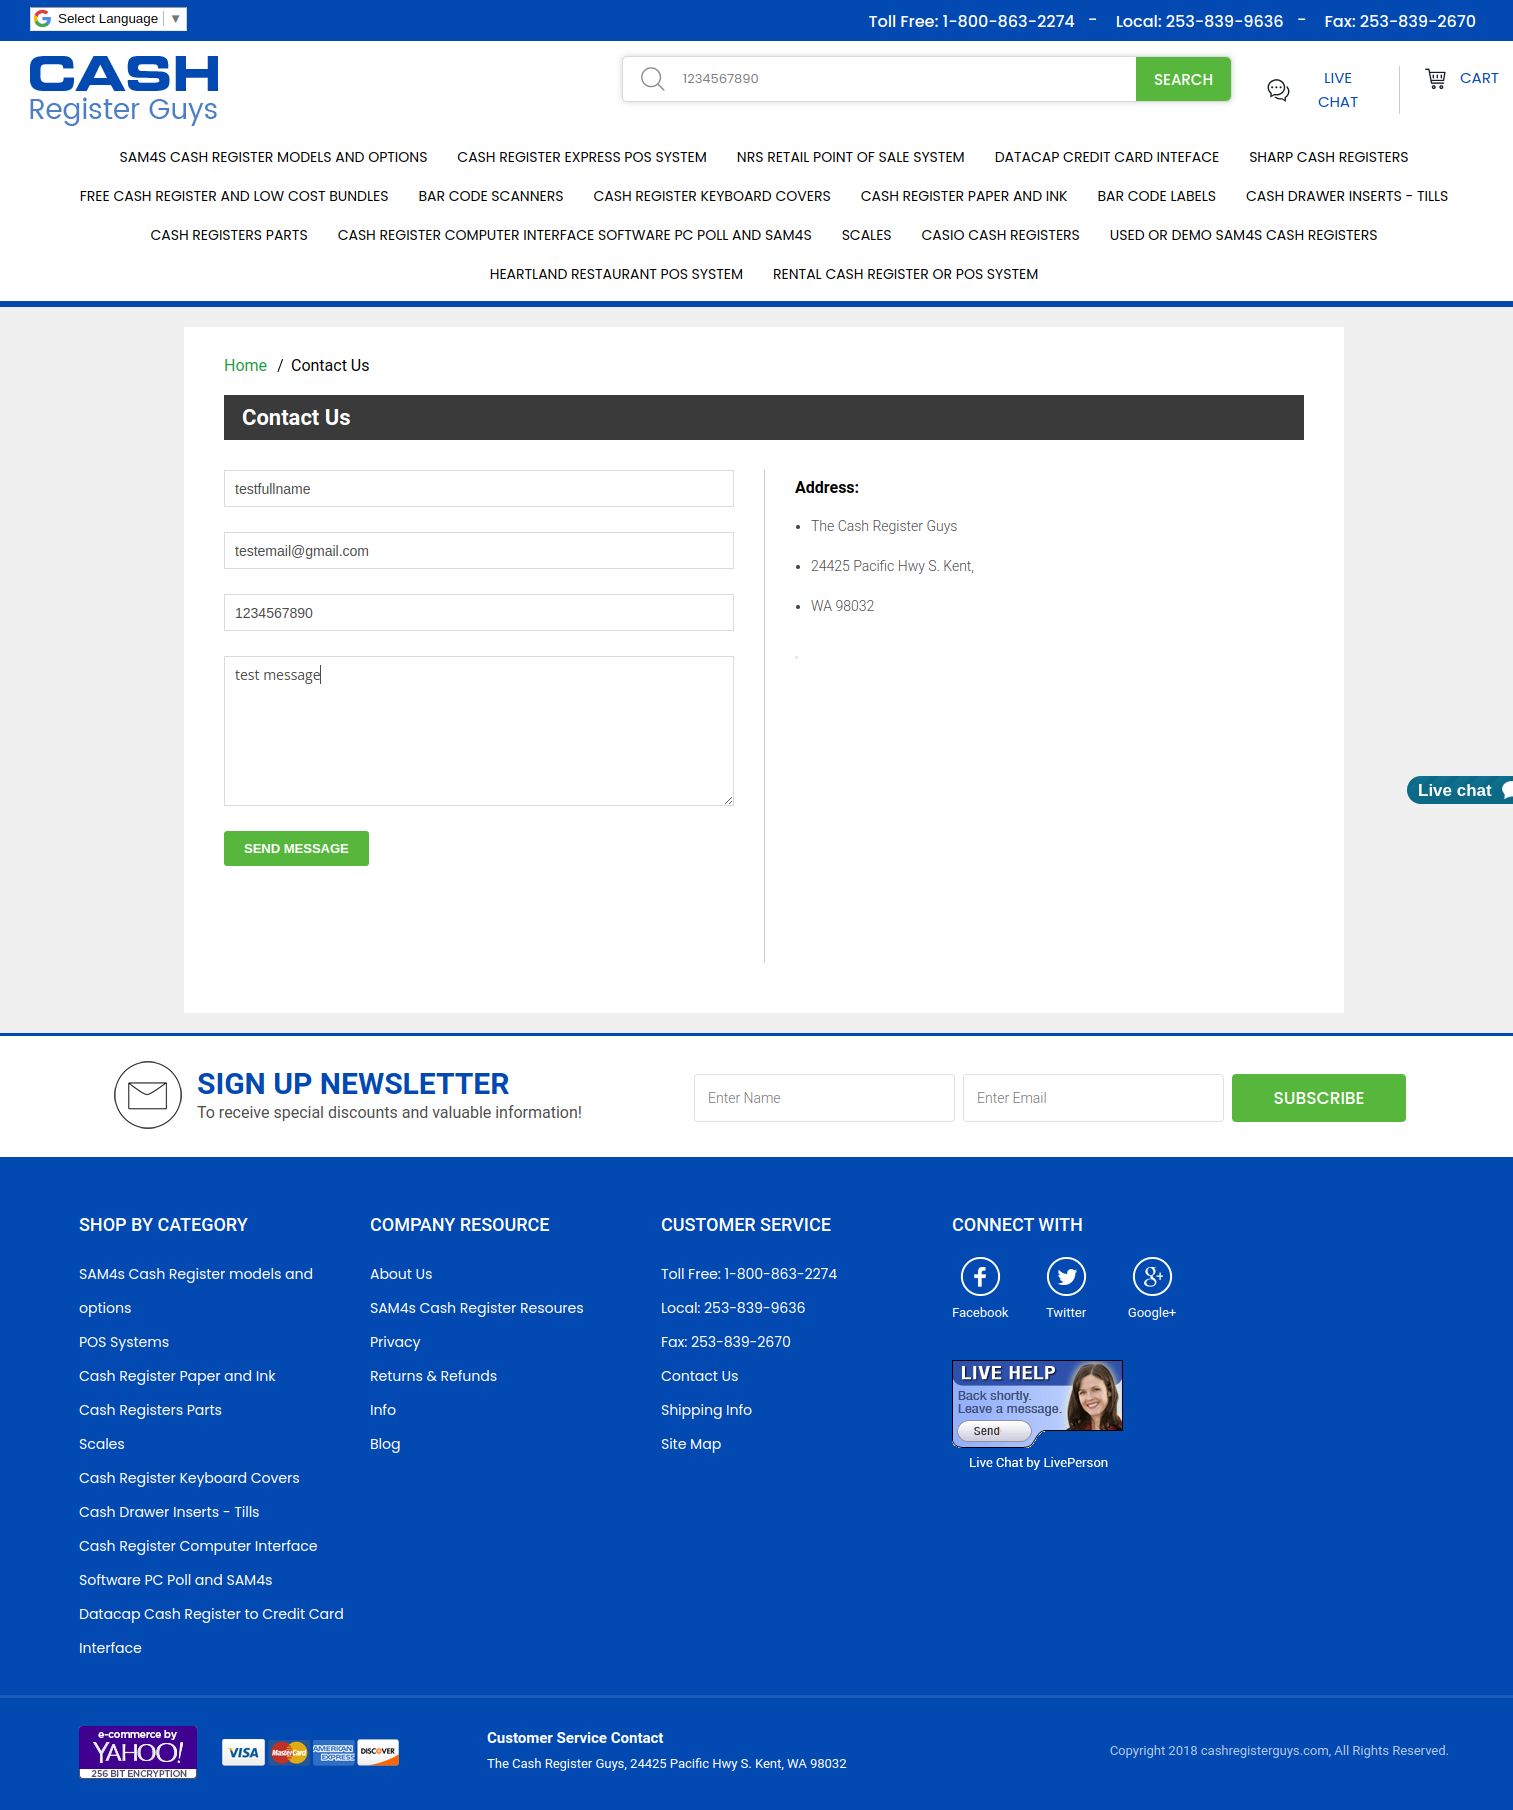 Select Language ▼
Toll Free: 1-800-863-2274 - Local: 253-839-9636 - Fax: 253-839-2670
CASH
Register Guys
1234567890
SEARCH
LIVE
CHAT
CART
SAM4S CASH REGISTER MODELS AND OPTIONS CASH REGISTER EXPRESS POS SYSTEM NRS RETAIL POINT OF SALE SYSTEM DATACAP CREDIT CARD INTEFACE SHARP CASH REGISTERS
FREE CASH REGISTER AND LOW COST BUNDLES BAR CODE SCANNERS CASH REGISTER KEYBOARD COVERS CASH REGISTER PAPER AND INK BAR CODE LABELS CASH DRAWER INSERTS - TILLS
CASH REGISTERS PARTS CASH REGISTER COMPUTER INTERFACE SOFTWARE PC POLL AND SAM4S SCALES CASIO CASH REGISTERS USED OR DEMO SAM4S CASH REGISTERS
HEARTLAND RESTAURANT POS SYSTEM RENTAL CASH REGISTER OR POS SYSTEM
Home / Contact Us
Contact Us
testfullname
testemail@gmail.com
1234567890
test message
SEND MESSAGE
Address:
• The Cash Register Guys
• 24425 Pacific Hwy S. Kent,
• WA 98032
Live chat
SIGN UP NEWSLETTER
To receive special discounts and valuable information!
Enter Name
Enter Email
SUBSCRIBE
SHOP BY CATEGORY
SAM4s Cash Register models and
options
POS Systems
Cash Register Paper and Ink
Cash Registers Parts
Scales
Cash Register Keyboard Covers
Cash Drawer Inserts - Tills
Cash Register Computer Interface
Software PC Poll and SAM4s
Datacap Cash Register to Credit Card
Interface
COMPANY RESOURCE
About Us
SAM4s Cash Register Resoures
Privacy
Returns & Refunds
Info
Blog
CUSTOMER SERVICE
Toll Free: 1-800-863-2274
Local: 253-839-9636
Fax: 253-839-2670
Contact Us
Shipping Info
Site Map
CONNECT WITH
Facebook
Twitter
Google+
LIVE HELP
Back shortly.
Leave a message.
Send
Live Chat by LivePerson
e-commerce by
YAHOO!
256 BIT ENCRYPTION
VISA
MasterCard
AMERICAN EXPRESS
DISCOVER
Customer Service Contact
The Cash Register Guys, 24425 Pacific Hwy S. Kent, WA 98032
Copyright 2018 cashregisterguys.com, All Rights Reserved.